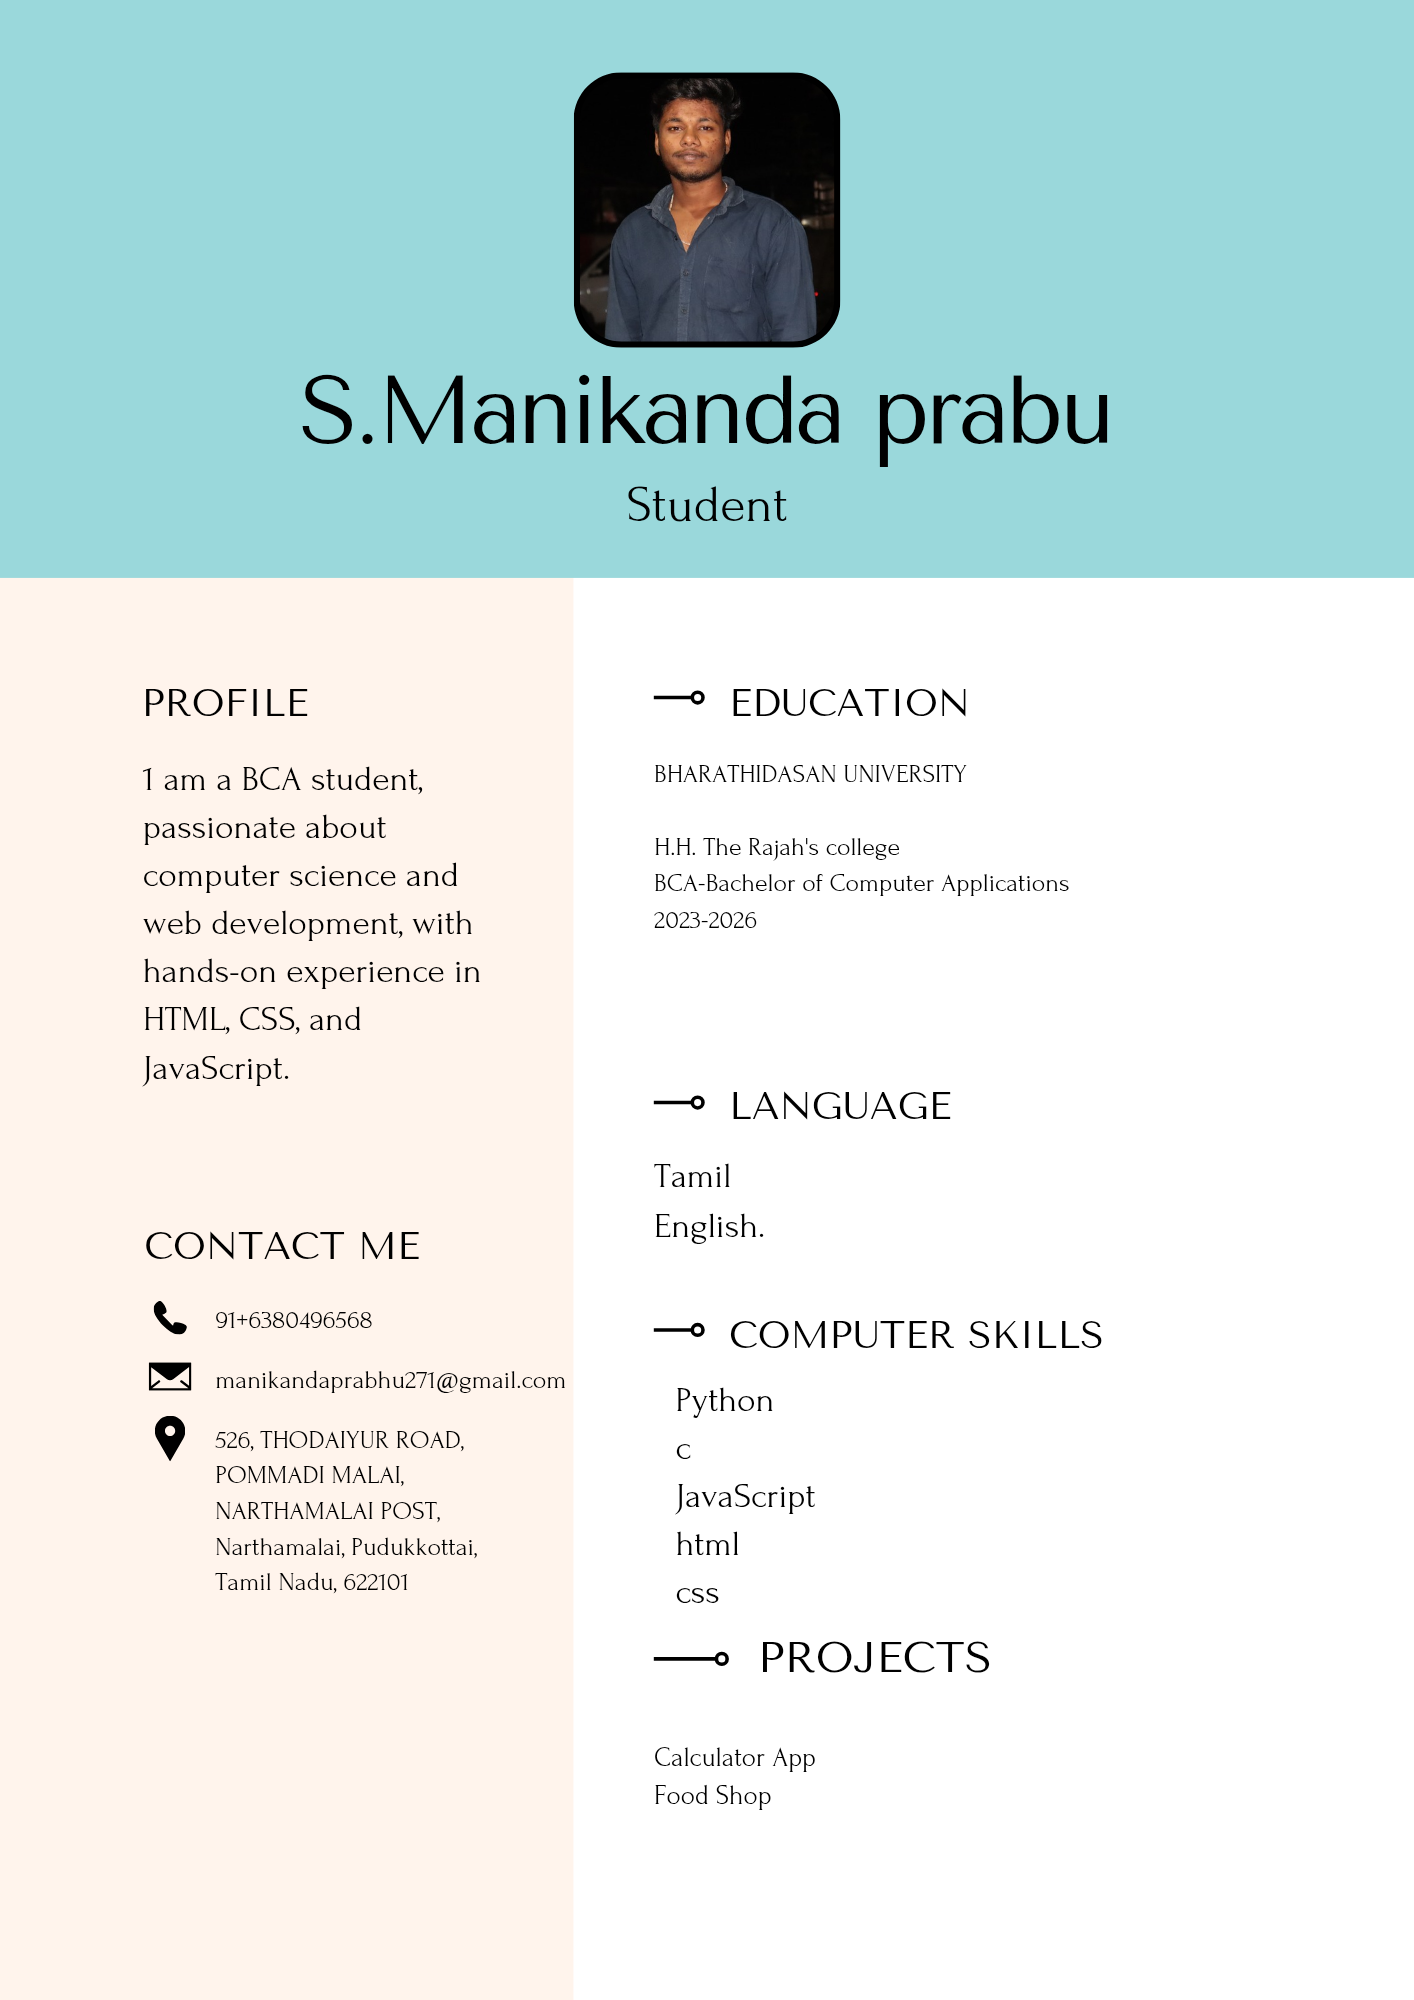 S.Manikanda prabu
Student
PROFILE
1 am a BCA student,
passionate about
computer science and
web development, with
hands-on experience in
HTML, CSS, and
JavaScript.
CONTACT ME
91+6380496568
manikandaprabhu271@gmail.com
526, THODAIYUR ROAD,
POMMADI MALAI,
NARTHAMALAI POST,
Narthamalai, Pudukkottai,
Tamil Nadu, 622101
EDUCATION
BHARATHIDASAN UNIVERSITY
H.H. The Rajah's college
BCA-Bachelor of Computer Applications
2023-2026
LANGUAGE
Tamil
English.
COMPUTER SKILLS
Python
c
JavaScript
html
css
PROJECTS
Calculator App
Food Shop